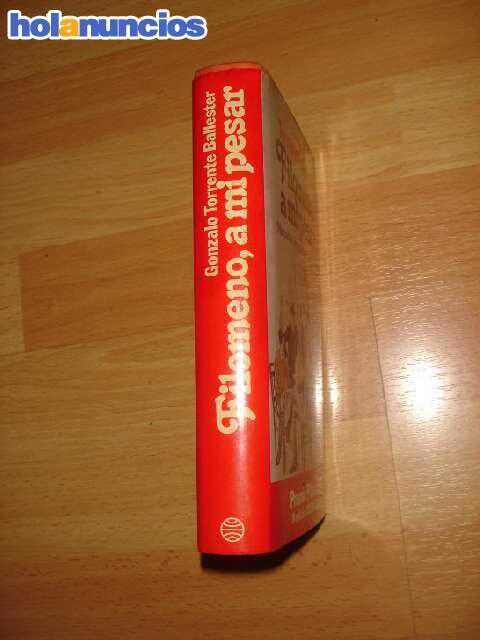 holanuncios
Gonzalo Torrente Ballester
Filomeno, a mi pesar